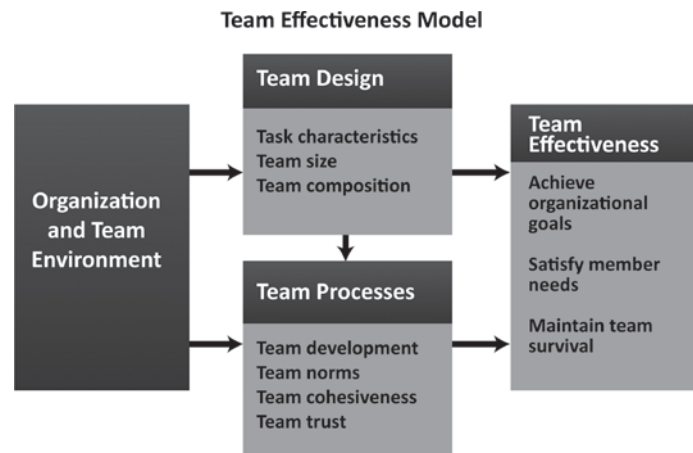 Team Effectiveness Model
Organization
and Team
Environment
Team Design
Task characteristics
Team size
Team composition
Team Processes
Team development
Team norms
Team cohesiveness
Team trust
Team
Effectiveness
Achieve
organizational
goals
Satisfy member
needs
Maintain team
survival